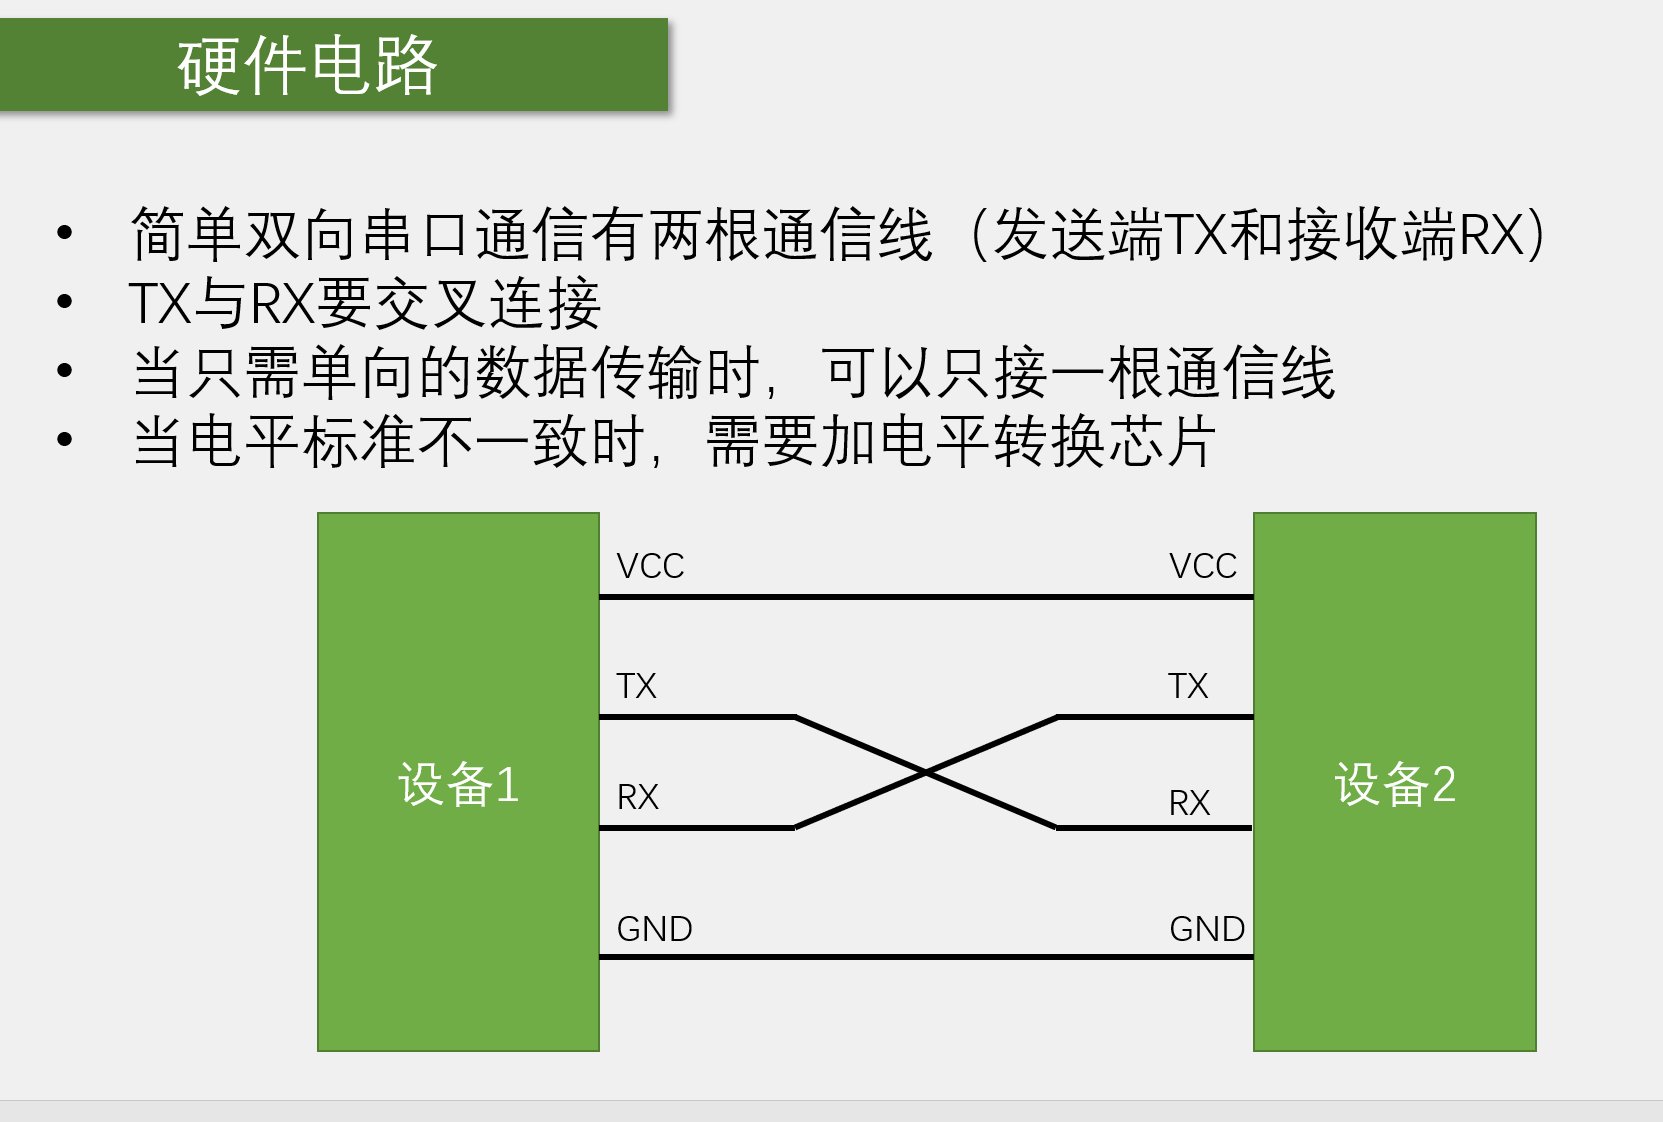 硬件电路
• 简单双向串口通信有两根通信线（发送端TX和接收端RX）
• TX与RX要交叉连接
• 当只需单向的数据传输时，可以只接一根通信线
• 当电平标准不一致时，需要加电平转换芯片
VCC VCC
TX TX
设备1 设备2
RX RX
GND GND